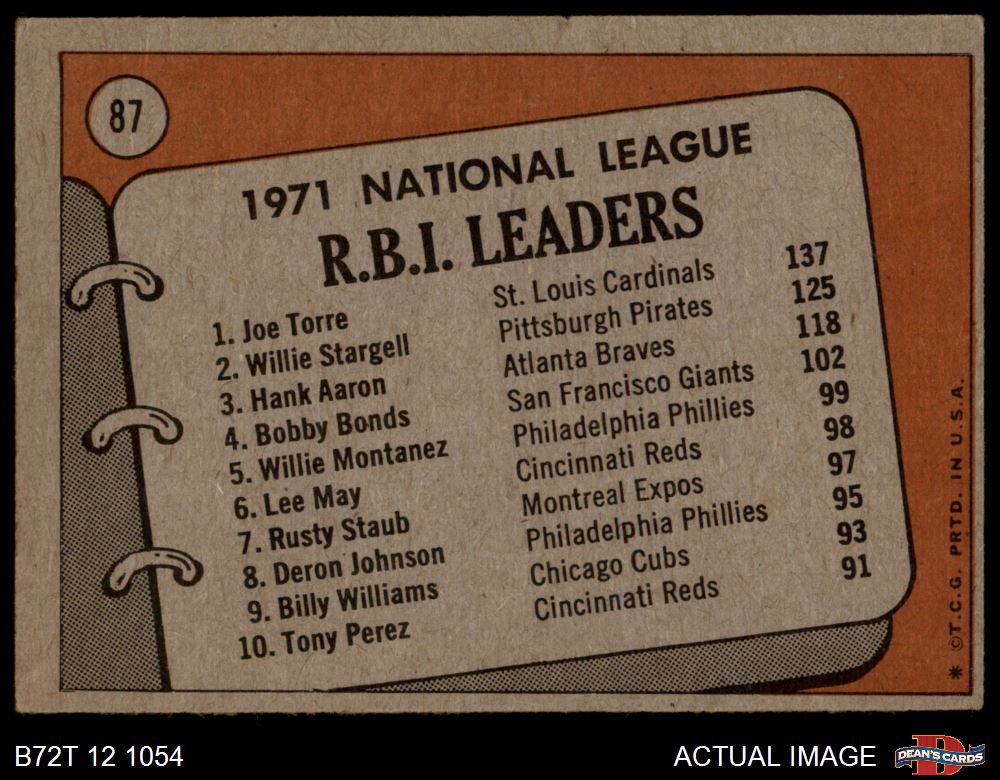 87
1971 NATIONAL LEAGUE
R.B.I. LEADERS
1. Joe Torre St. Louis Cardinals 137
2. Willie Stargell Pittsburgh Pirates 125
3. Hank Aaron Atlanta Braves 118
4. Bobby Bonds San Francisco Giants 102
5. Willie Montanez Philadelphia Phillies 99
6. Lee May Cincinnati Reds 98
7. Rusty Staub Montreal Expos 97
8. Deron Johnson Philadelphia Phillies 95
9. Billy Williams Chicago Cubs 93
10. Tony Perez Cincinnati Reds 91
* ©T.C.G. PRTD. IN U.S.A.
B72T 12 1054 ACTUAL IMAGE
D
DEAN'S CARDS